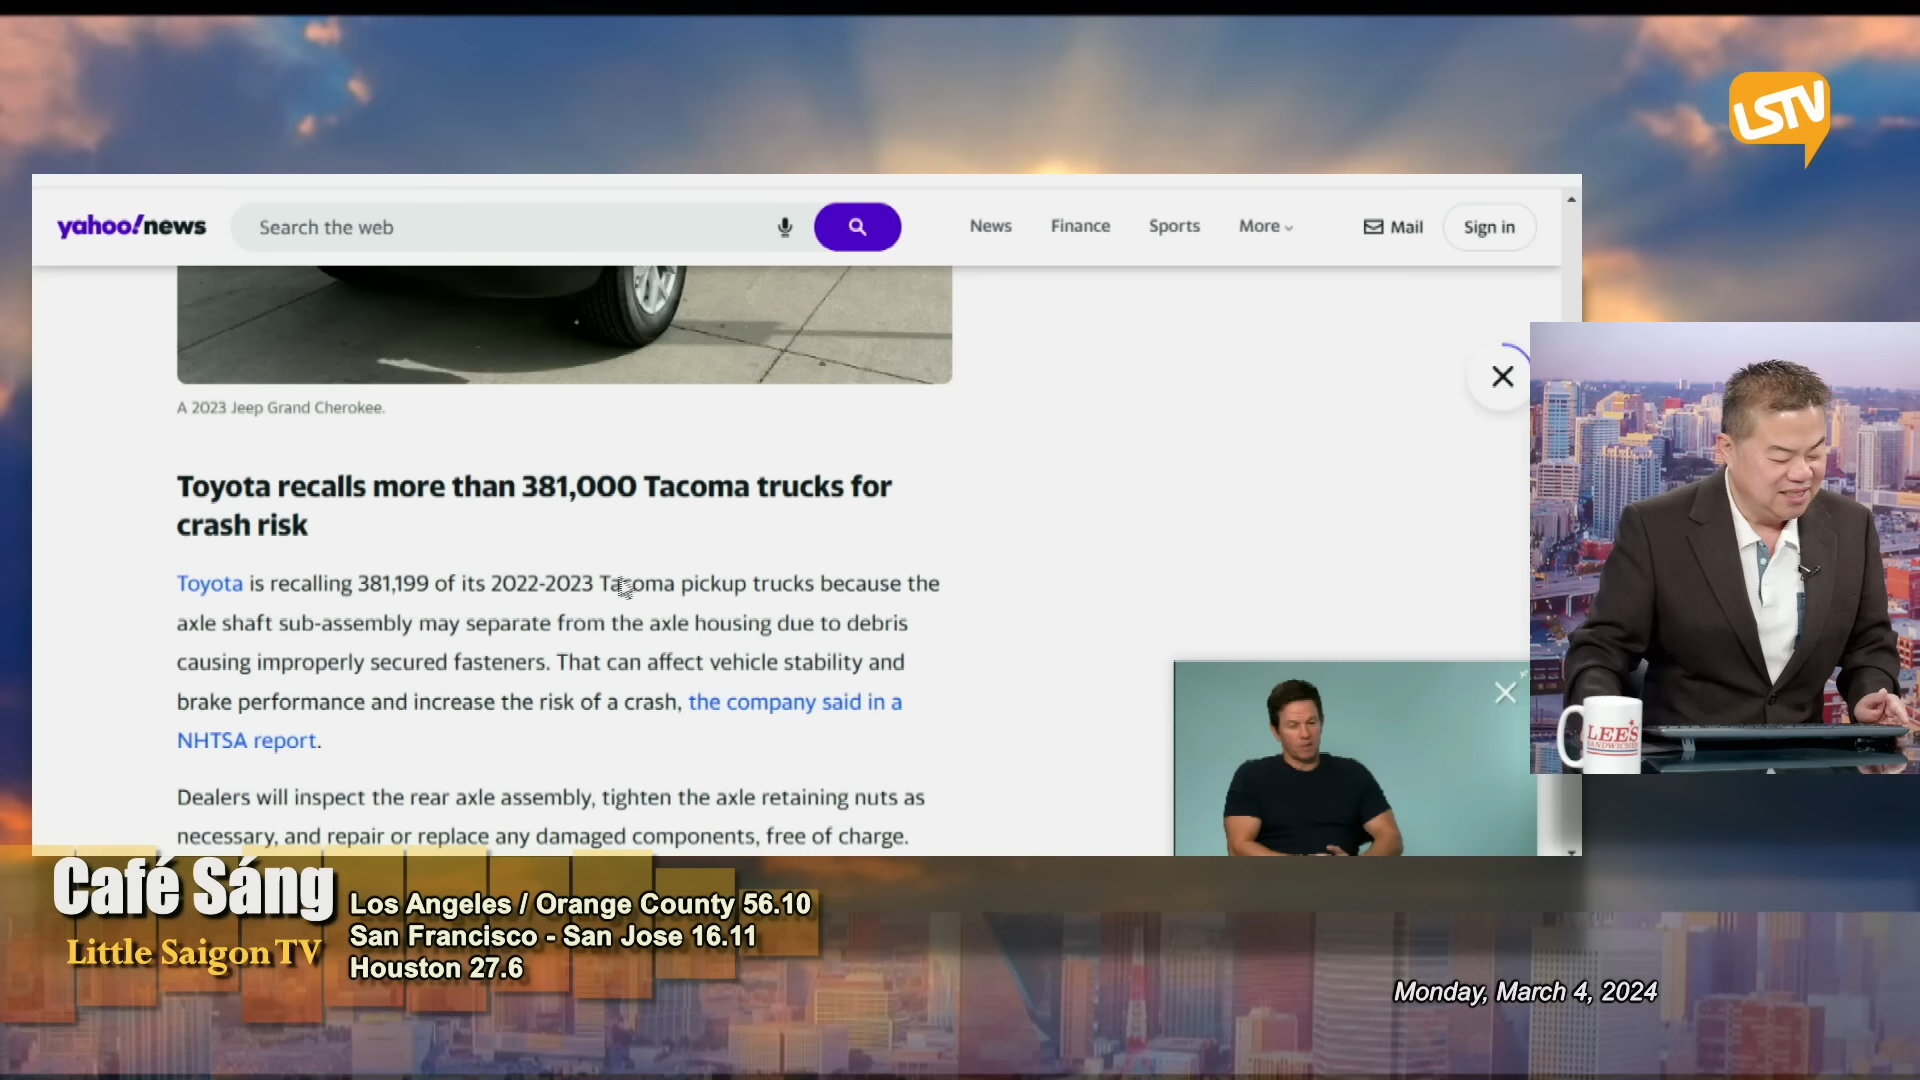 LSTV
yahoo!news
Search the web
News
Finance
Sports
More
Mail
Sign in
A 2023 Jeep Grand Cherokee.
Toyota recalls more than 381,000 Tacoma trucks for
crash risk
Toyota is recalling 381,199 of its 2022-2023 Tacoma pickup trucks because the
axle shaft sub-assembly may separate from the axle housing due to debris
causing improperly secured fasteners. That can affect vehicle stability and
brake performance and increase the risk of a crash, the company said in a
NHTSA report.
Dealers will inspect the rear axle assembly, tighten the axle retaining nuts as
necessary, and repair or replace any damaged components, free of charge.
LEE'S
SANDWICHES
Café Sáng
Little Saigon TV
Los Angeles / Orange County 56.10
San Francisco - San Jose 16.11
Houston 27.6
Monday, March 4, 2024